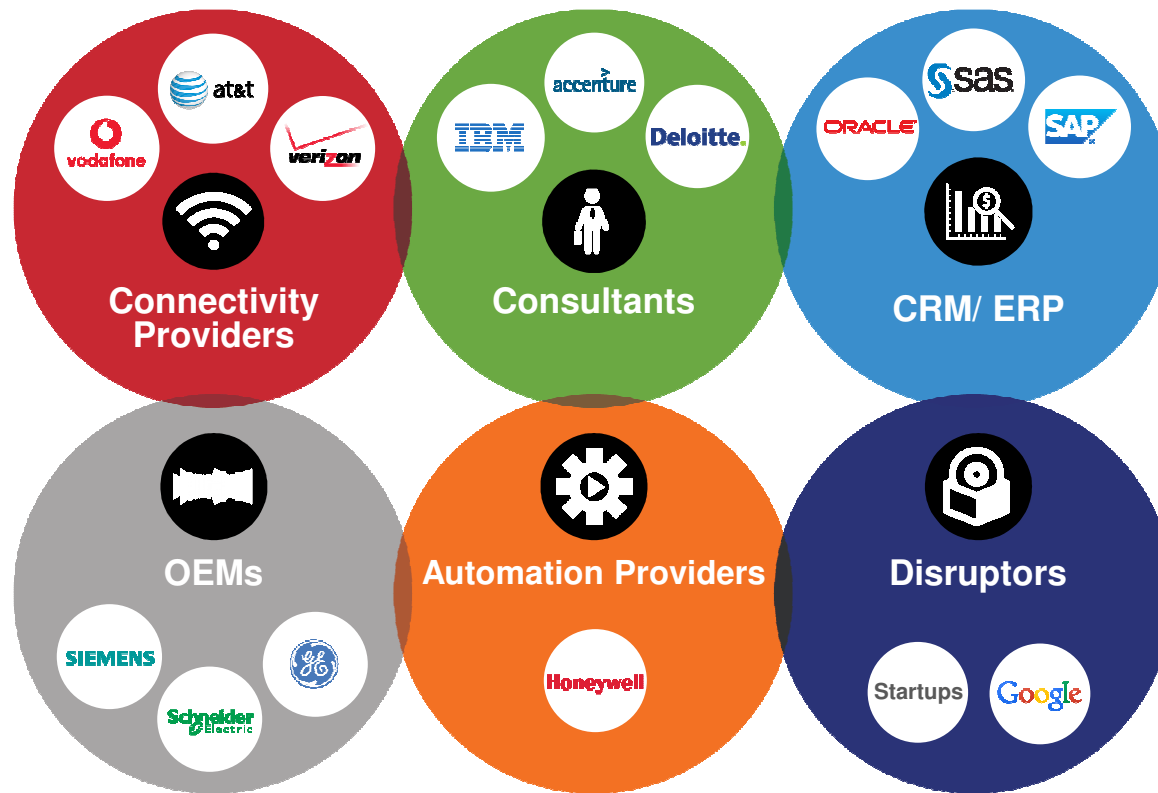 at&t
vodafone
verizon
Connectivity
Providers
accenture
IBM
Deloitte.
Consultants
sas
ORACLE
SAP
$
CRM/ ERP
OEMs
SIEMENS
GE
Schneider
Electric
Automation Providers
Honeywell
Disruptors
Startups
Google